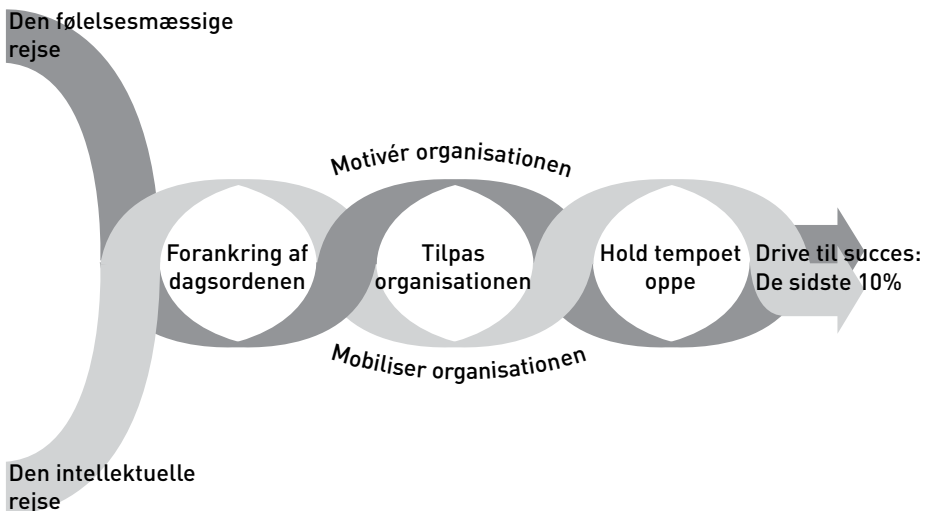 Den følelsesmæssige
rejse
Motivér organisationen
Forankring af
dagsordenen
Tilpas
organisationen
Hold tempoet
oppe
Drive til succes:
De sidste 10%
Mobiliser organisationen
Den intellektuelle
rejse